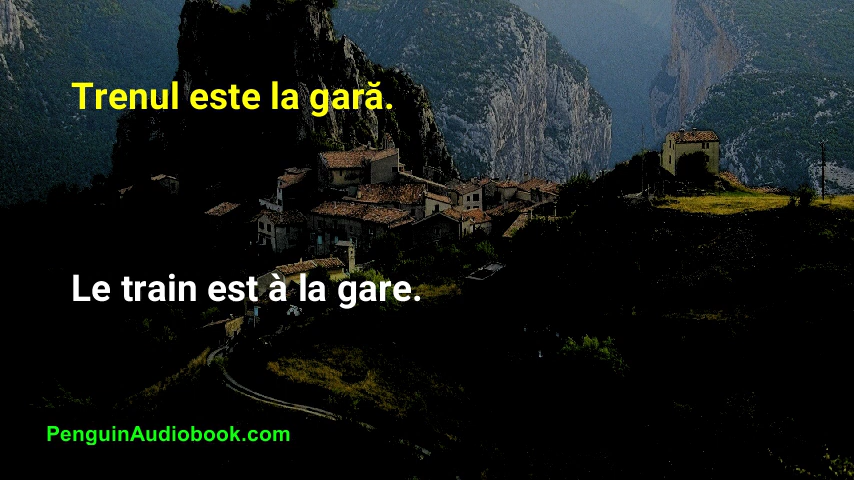 Trenul este la gară.
Le train est à la gare.
PenguinAudiobook.com